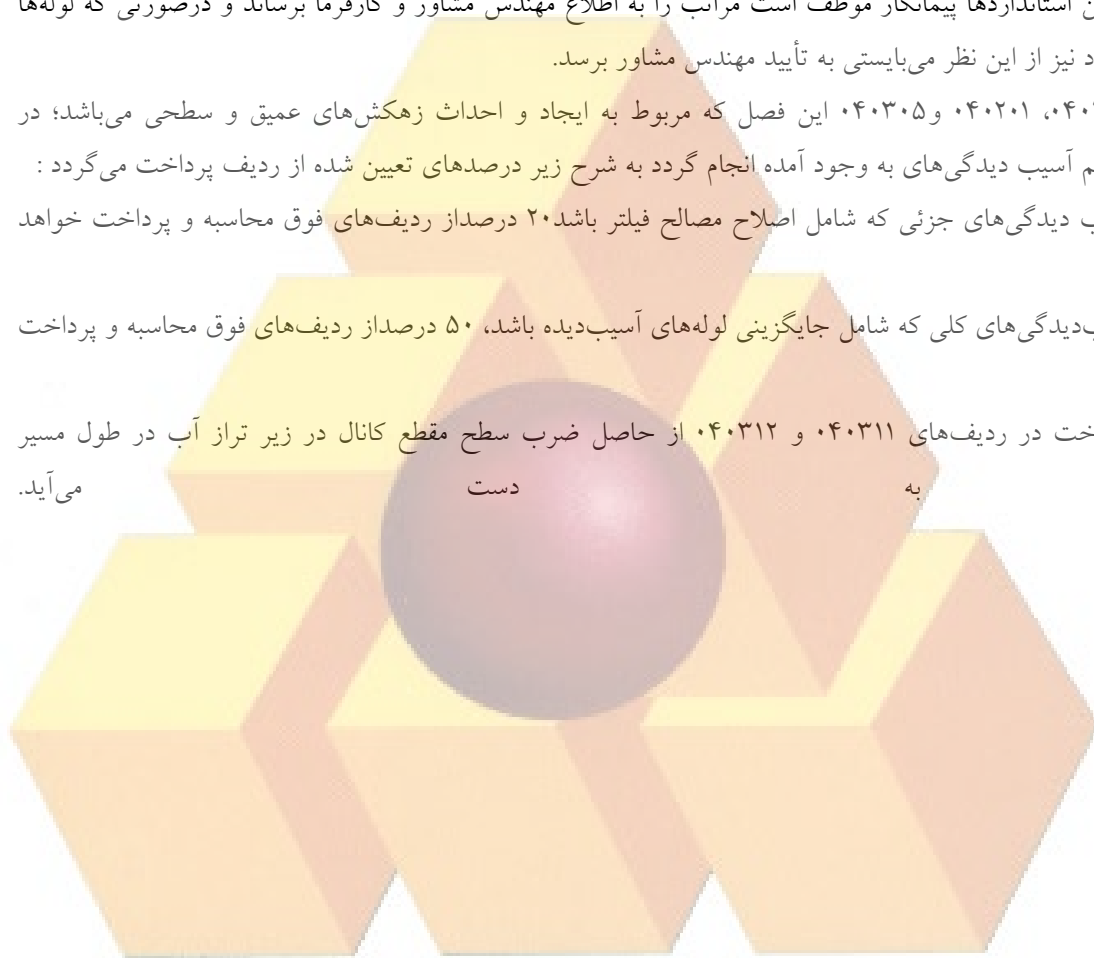 ن استانداردها پیمانکار موظف است مراتب را به اطلاع مهندس مشاور و کارفرما برساند و درصورتی که لوله‌ها
د نیز از این نظر می‌بایستی به تأیید مهندس مشاور برسد.
۰۴۰۲۰۱ و ۰۴۰۳۰۵ این فصل که مربوط به ایجاد و احداث زهکش‌های عمیق و سطحی می‌باشد؛ در
م آسیب دیدگی‌های به وجود آمده انجام گردد به شرح زیر درصدهای تعیین شده از ردیف پرداخت می‌گردد :
ب دیدگی‌های جزئی که شامل اصلاح مصالح فیلتر باشد۲۰ درصداز ردیف‌های فوق محاسبه و پرداخت خواهد
ب‌دیدگی‌های کلی که شامل جایگزینی لوله‌های آسیب‌دیده باشد، ۵۰ درصداز ردیف‌های فوق محاسبه و پرداخت
خت در ردیف‌های ۰۴۰۳۱۱ و ۰۴۰۳۱۲ از حاصل ضرب سطح مقطع کانال در زیر تراز آب در طول مسیر
به دست می‌آید.